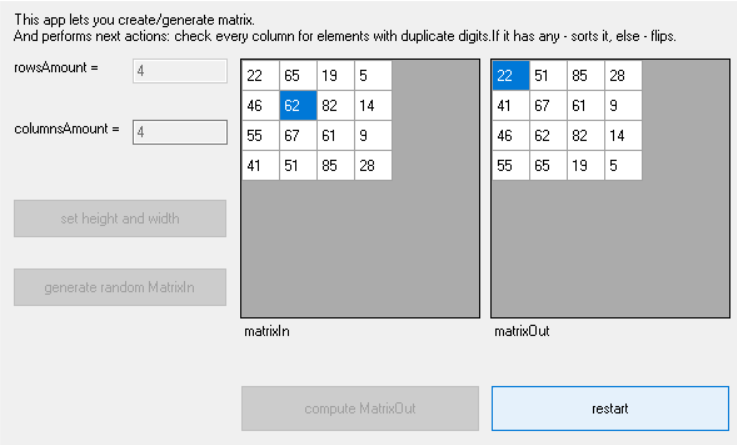 This app lets you create/generate matrix.
And performs next actions: check every column for elements with duplicate digits.If it has any - sorts it, else - flips.
rowsAmount =
4
columnsAmount =
4
set height and width
generate random MatrixIn
22 65 19 5
46 62 82 14
55 67 61 9
41 51 85 28
matrixIn
22 51 85 28
41 67 61 9
46 62 82 14
55 65 19 5
matrixOut
compute MatrixOut
restart